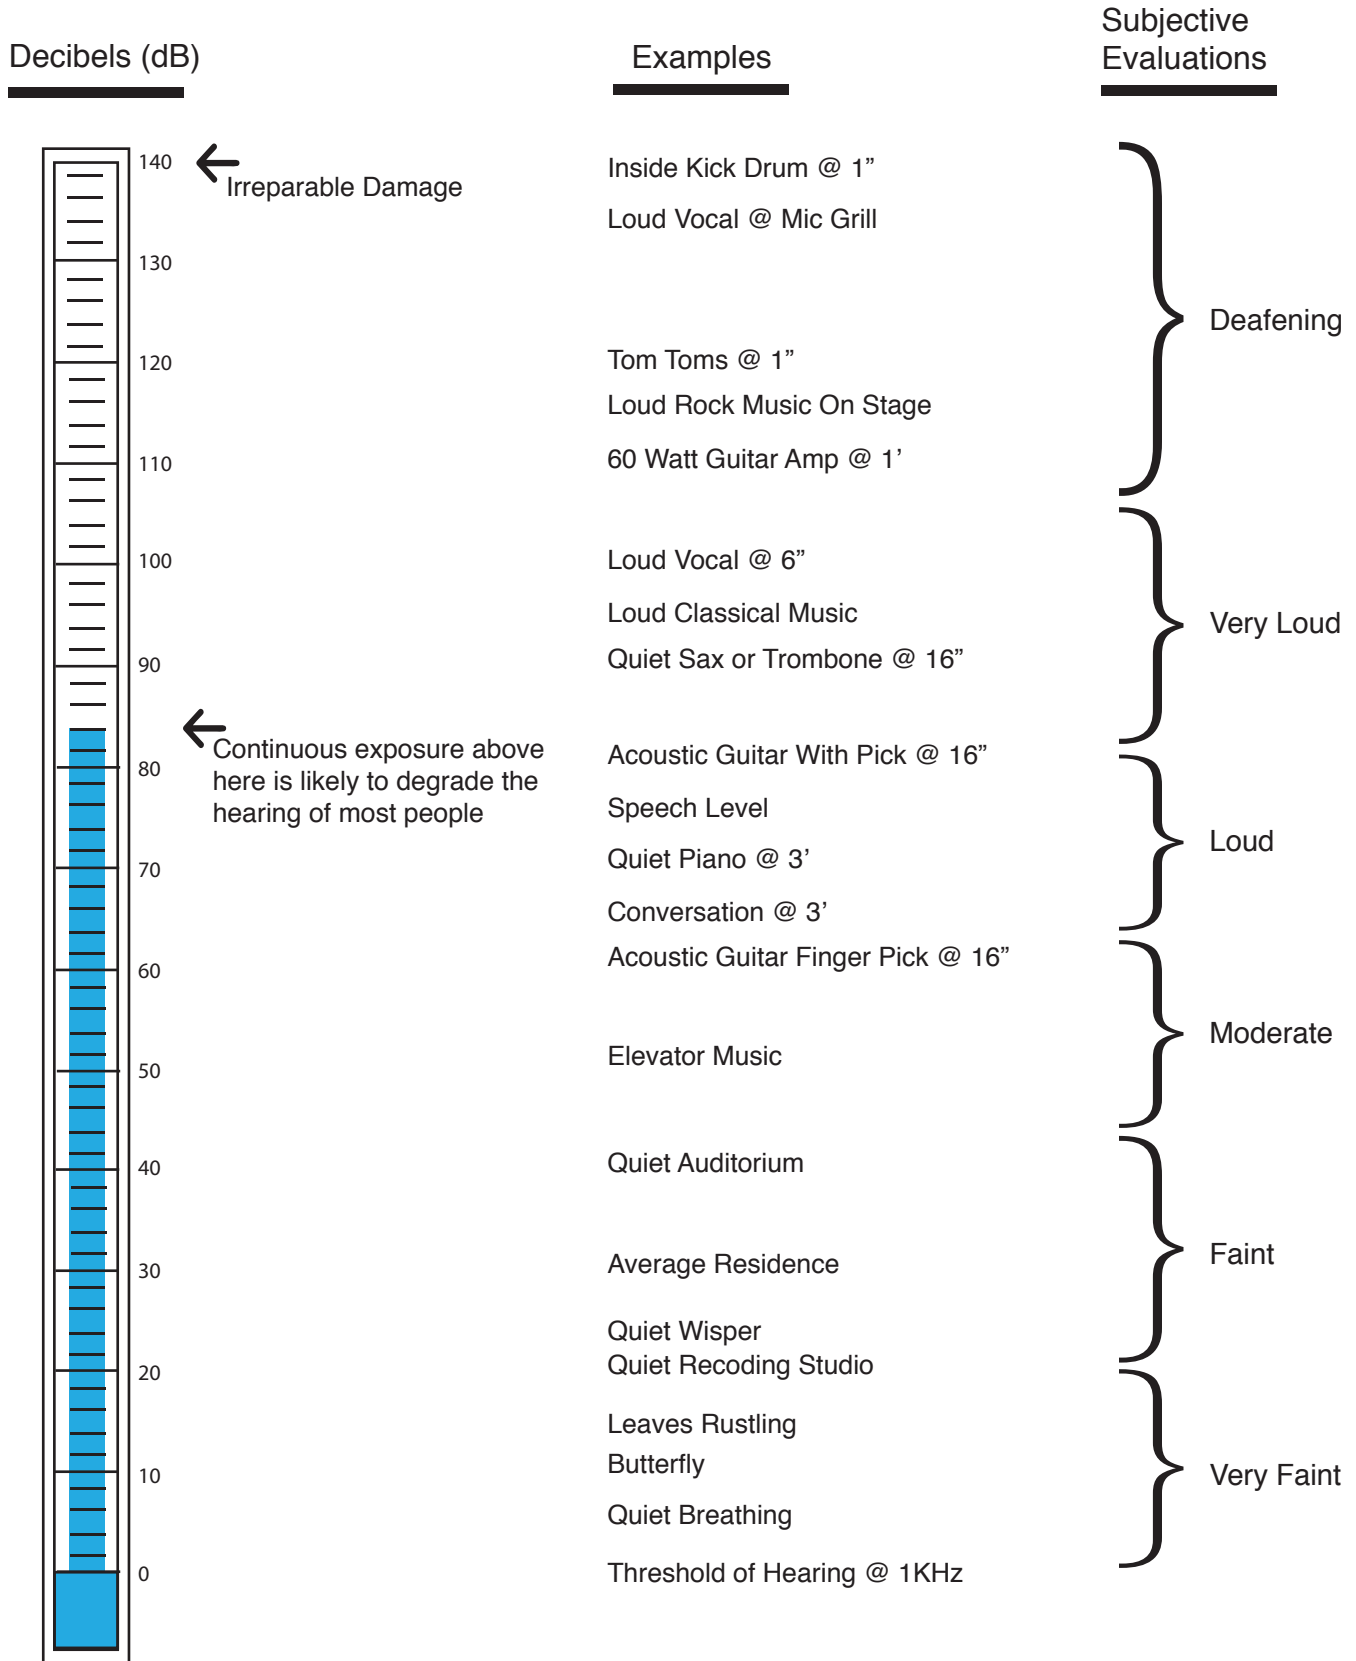 Decibels (dB)
Examples
Subjective
Evaluations
140
Irreparable Damage
130
120
110
100
90
Continuous exposure above
here is likely to degrade the
hearing of most people
80
70
60
50
40
30
20
10
0
Inside Kick Drum @ 1”
Loud Vocal @ Mic Grill
Tom Toms @ 1”
Loud Rock Music On Stage
60 Watt Guitar Amp @ 1’
Loud Vocal @ 6”
Loud Classical Music
Quiet Sax or Trombone @ 16”
Acoustic Guitar With Pick @ 16”
Speech Level
Quiet Piano @ 3’
Conversation @ 3’
Acoustic Guitar Finger Pick @ 16”
Elevator Music
Quiet Auditorium
Average Residence
Quiet Wisper
Quiet Recoding Studio
Leaves Rustling
Butterfly
Quiet Breathing
Threshold of Hearing @ 1KHz
Deafening
Very Loud
Loud
Moderate
Faint
Very Faint